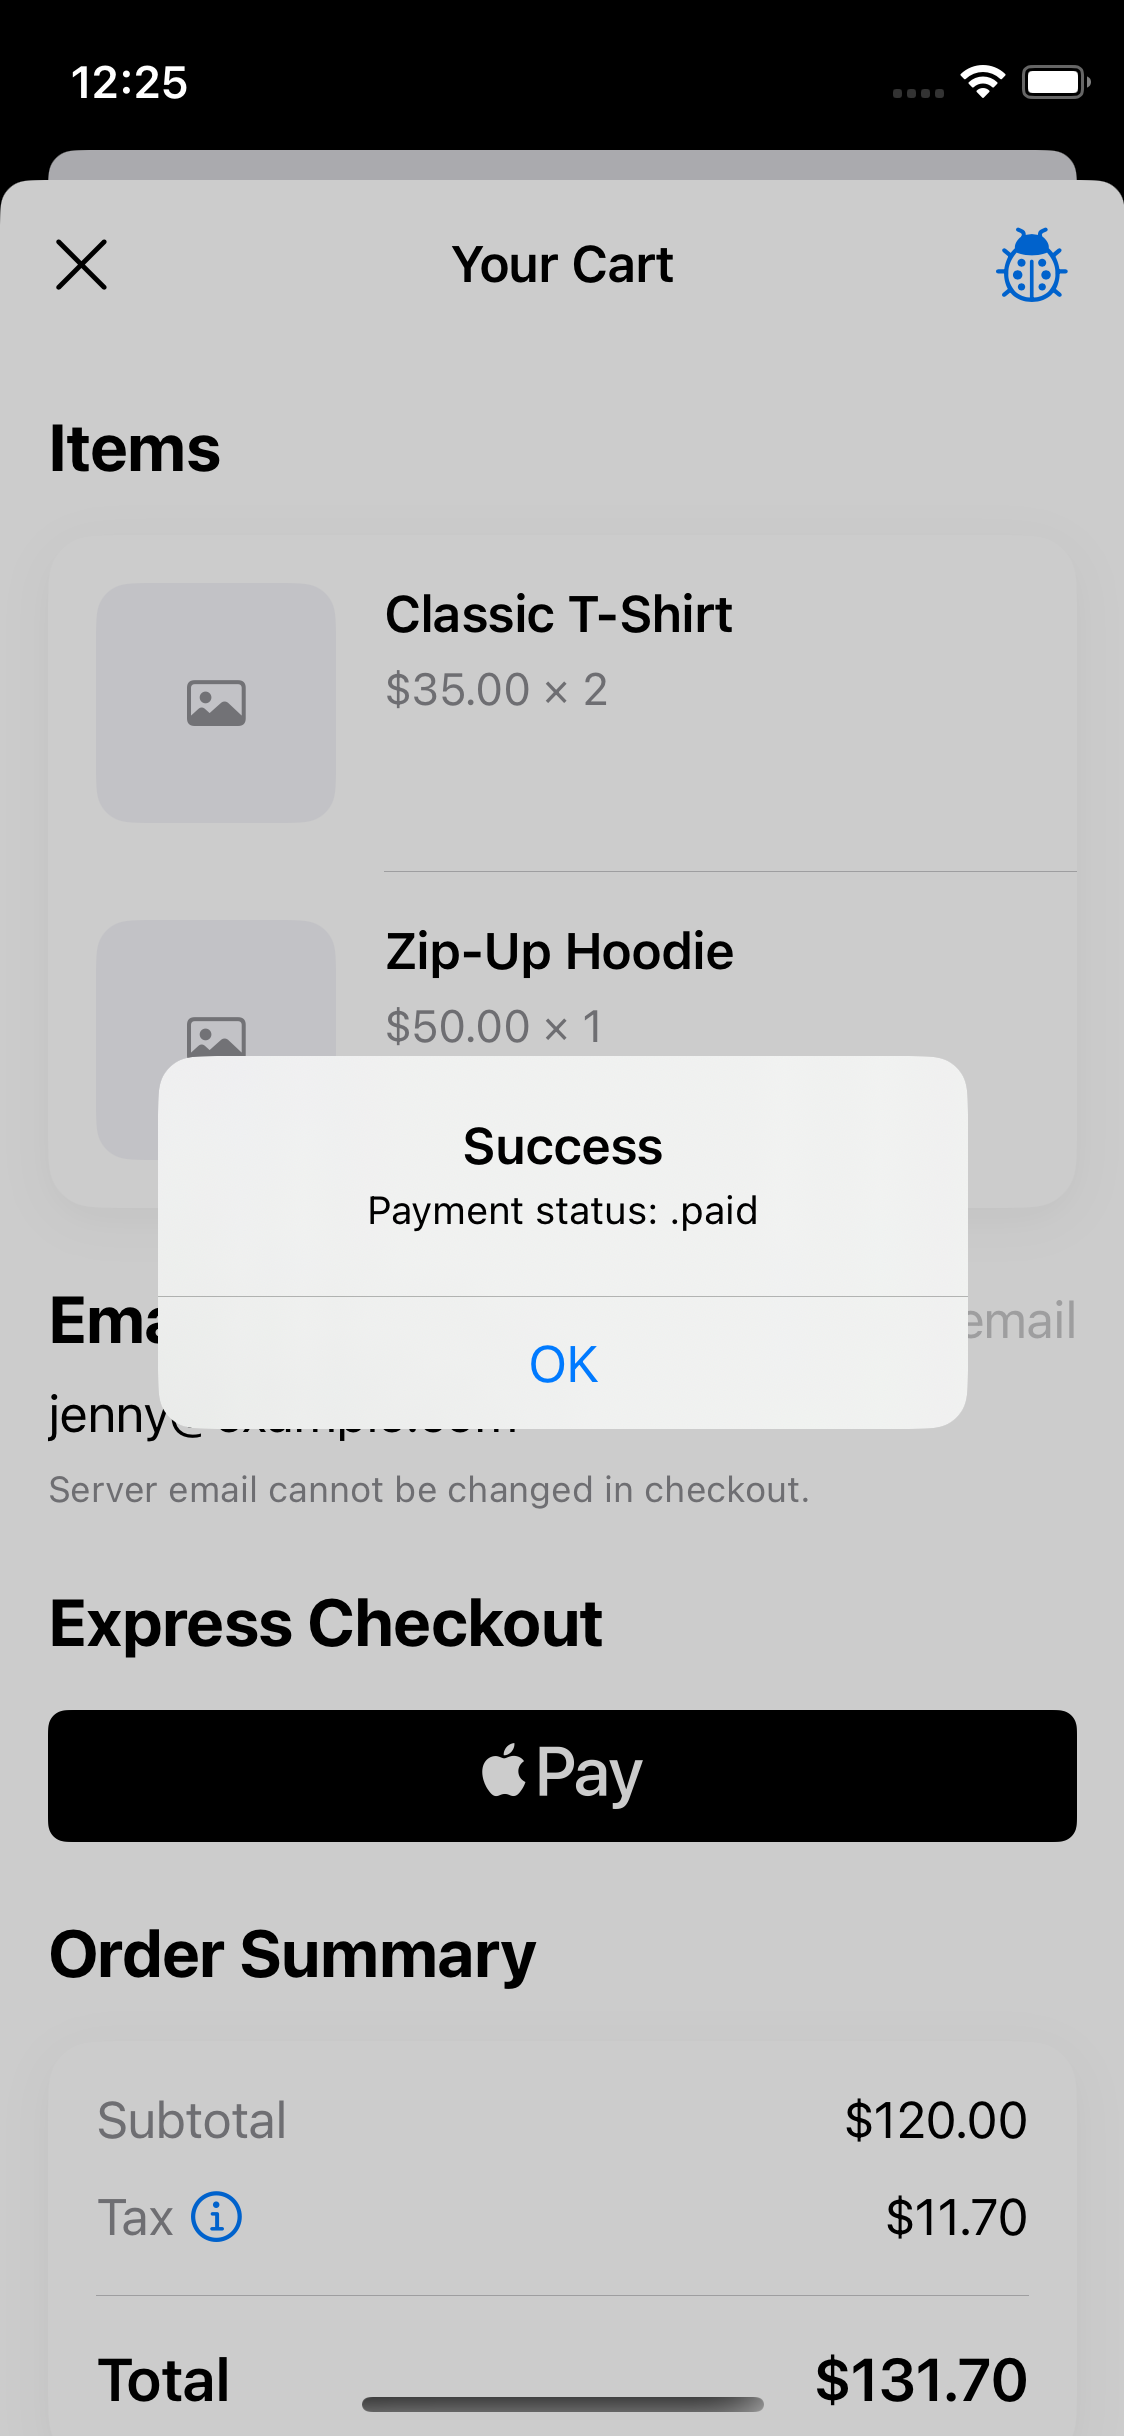 12:25
Your Cart
Items
Classic T-Shirt
$35.00 × 2
Zip-Up Hoodie
$50.00 × 1
Success
Payment status: .paid
OK
email
Server email cannot be changed in checkout.
Express Checkout
Pay
Order Summary
Subtotal $120.00
Tax $11.70
Total $131.70